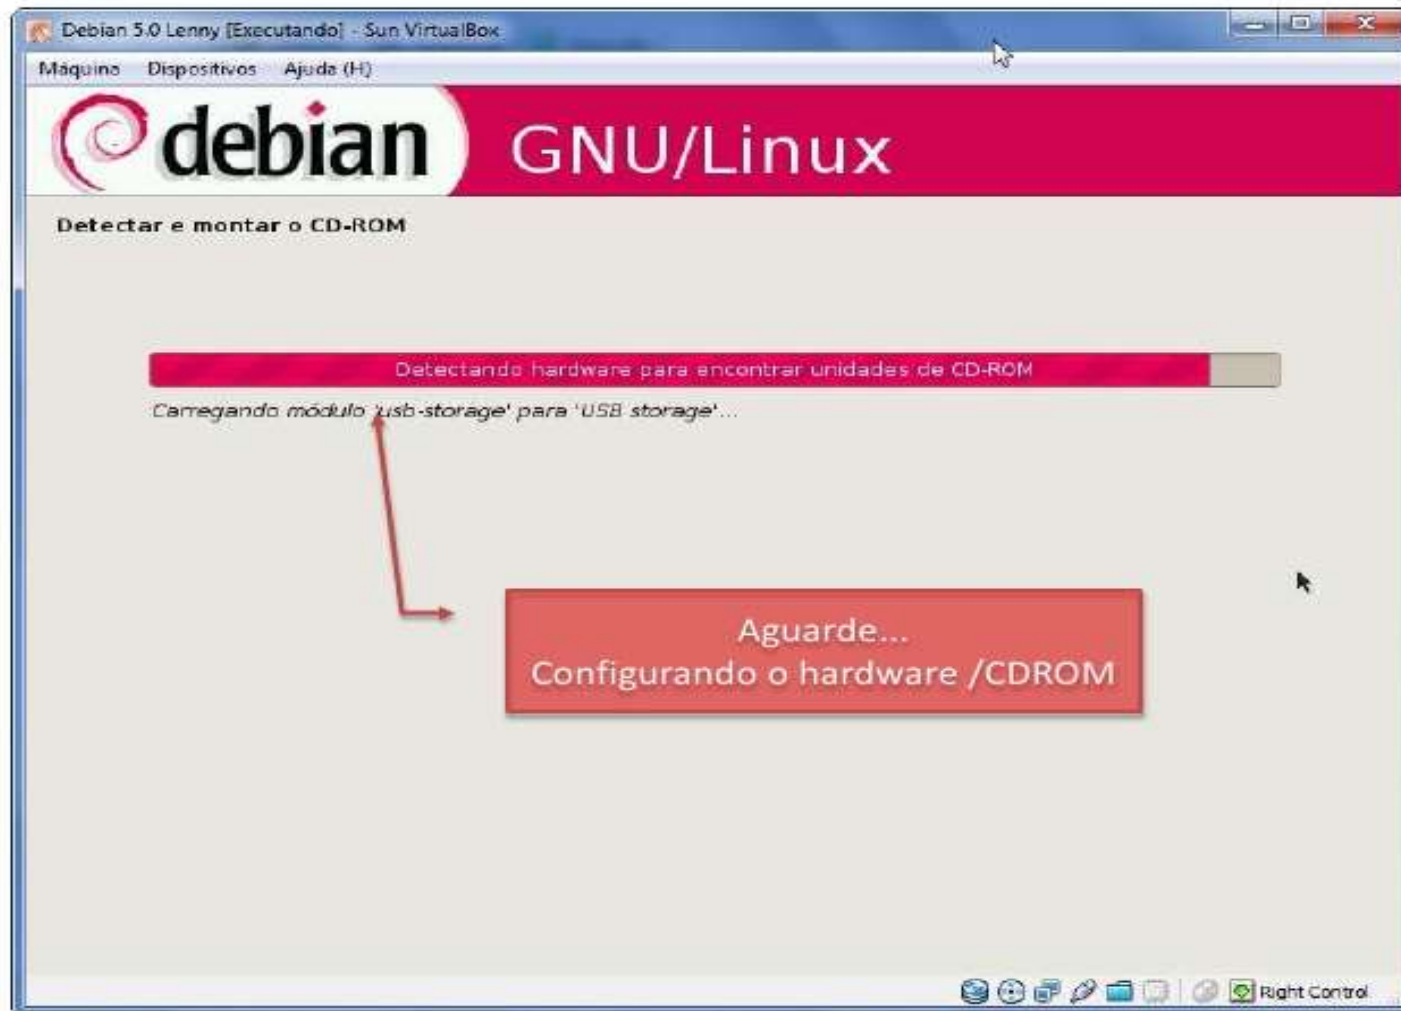 Debian 5.0 Lenny [Executando] - Sun VirtualBox
Máquina Dispositivos Ajuda (H)
debian GNU/Linux
Detectar e montar o CD-ROM
Detectando hardware para encontrar unidades de CD-ROM
Carregando módulo 'usb-storage' para 'USB storage'...
Aguarde...
Configurando o hardware /CDROM
Right Control